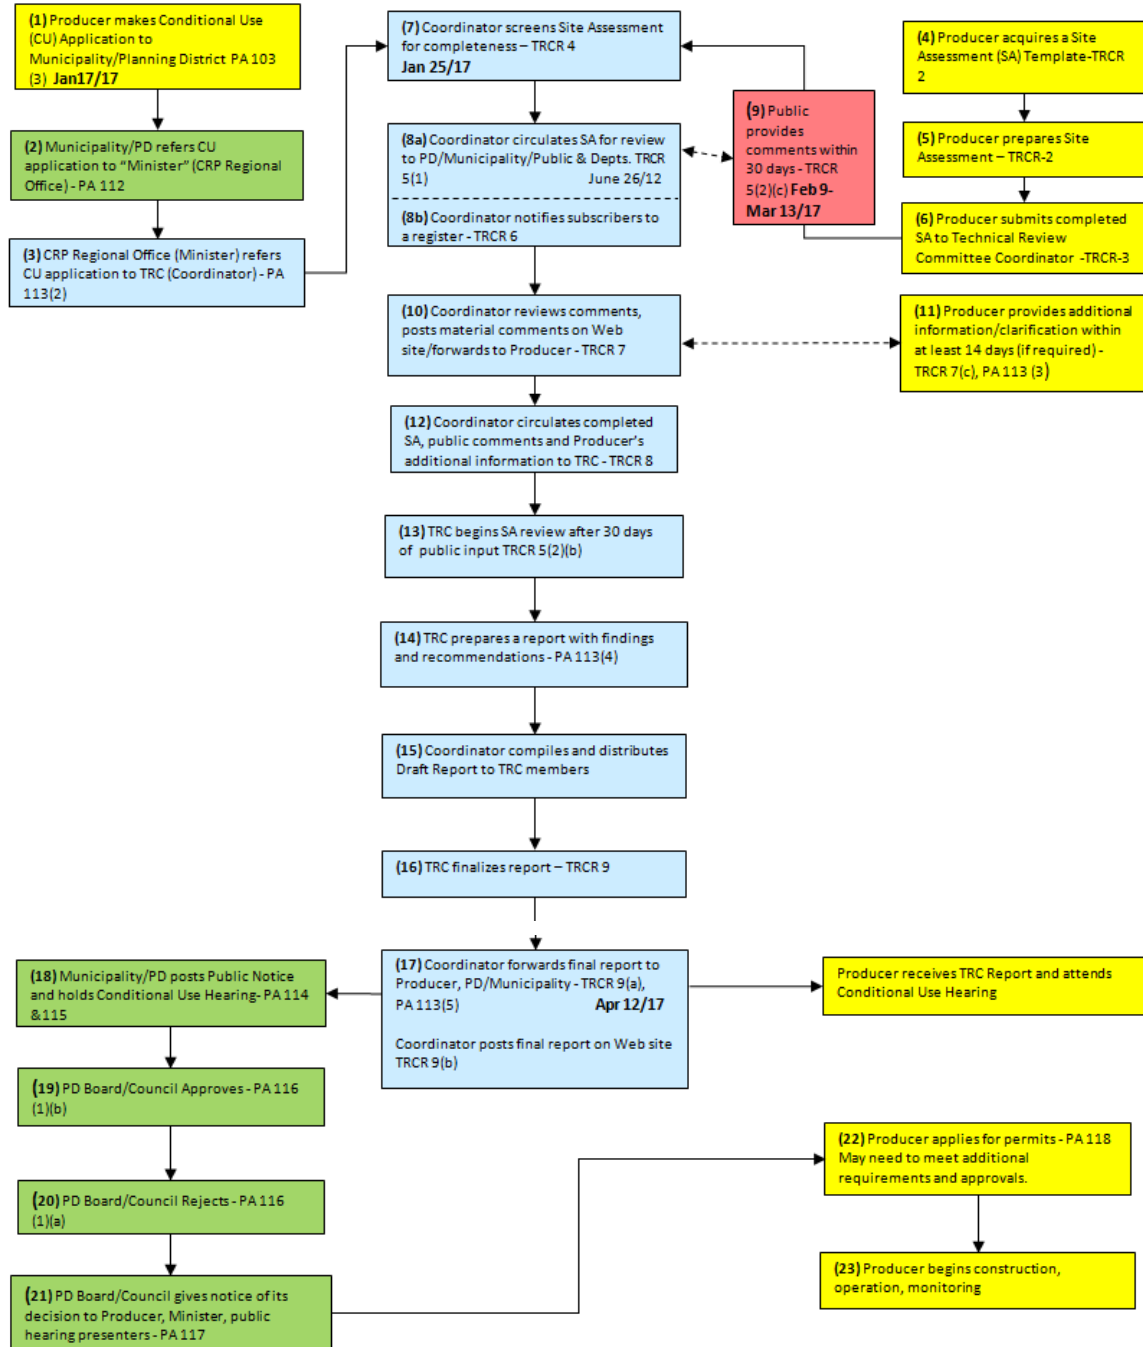 (1) Producer makes Conditional Use
(CU) Application to
Municipality/Planning District PA 103
(3) Jan17/17
(2) Municipality/PD refers CU
application to "Minister" (CRP Regional
Office) - PA 112
(3) CRP Regional Office (Minister) refers
CU application to TRC (Coordinator) - PA
113(2)
(7) Coordinator screens Site Assessment
for completeness – TRCR 4
Jan 25/17
(8a) Coordinator circulates SA for review
to PD/Municipality/Public & Depts. TRCR
5(1) June 26/12
(8b) Coordinator notifies subscribers to
a register - TRCR 6
(9) Public
provides
comments within
30 days - TRCR
5(2)(c) Feb 9-
Mar 13/17
(4) Producer acquires a Site
Assessment (SA) Template-TRCR
2
(5) Producer prepares Site
Assessment – TRCR-2
(6) Producer submits completed
SA to Technical Review
Committee Coordinator -TRCR-3
(10) Coordinator reviews comments,
posts material comments on Web
site/forwards to Producer - TRCR 7
(11) Producer provides additional
information/clarification within
at least 14 days (if required) -
TRCR 7(c), PA 113 (3)
(12) Coordinator circulates completed
SA, public comments and Producer's
additional information to TRC - TRCR 8
(13) TRC begins SA review after 30 days
of public input TRCR 5(2)(b)
(14) TRC prepares a report with findings
and recommendations - PA 113(4)
(15) Coordinator compiles and distributes
Draft Report to TRC members
(16) TRC finalizes report – TRCR 9
(17) Coordinator forwards final report to
Producer, PD/Municipality - TRCR 9(a),
PA 113(5) Apr 12/17
Coordinator posts final report on Web site
TRCR 9(b)
Producer receives TRC Report and attends
Conditional Use Hearing
(18) Municipality/PD posts Public Notice
and holds Conditional Use Hearing- PA 114
&115
(19) PD Board/Council Approves - PA 116
(1)(b)
(20) PD Board/Council Rejects - PA 116
(1)(a)
(21) PD Board/Council gives notice of its
decision to Producer, Minister, public
hearing presenters - PA 117
(22) Producer applies for permits - PA 118
May need to meet additional
requirements and approvals.
(23) Producer begins construction,
operation, monitoring